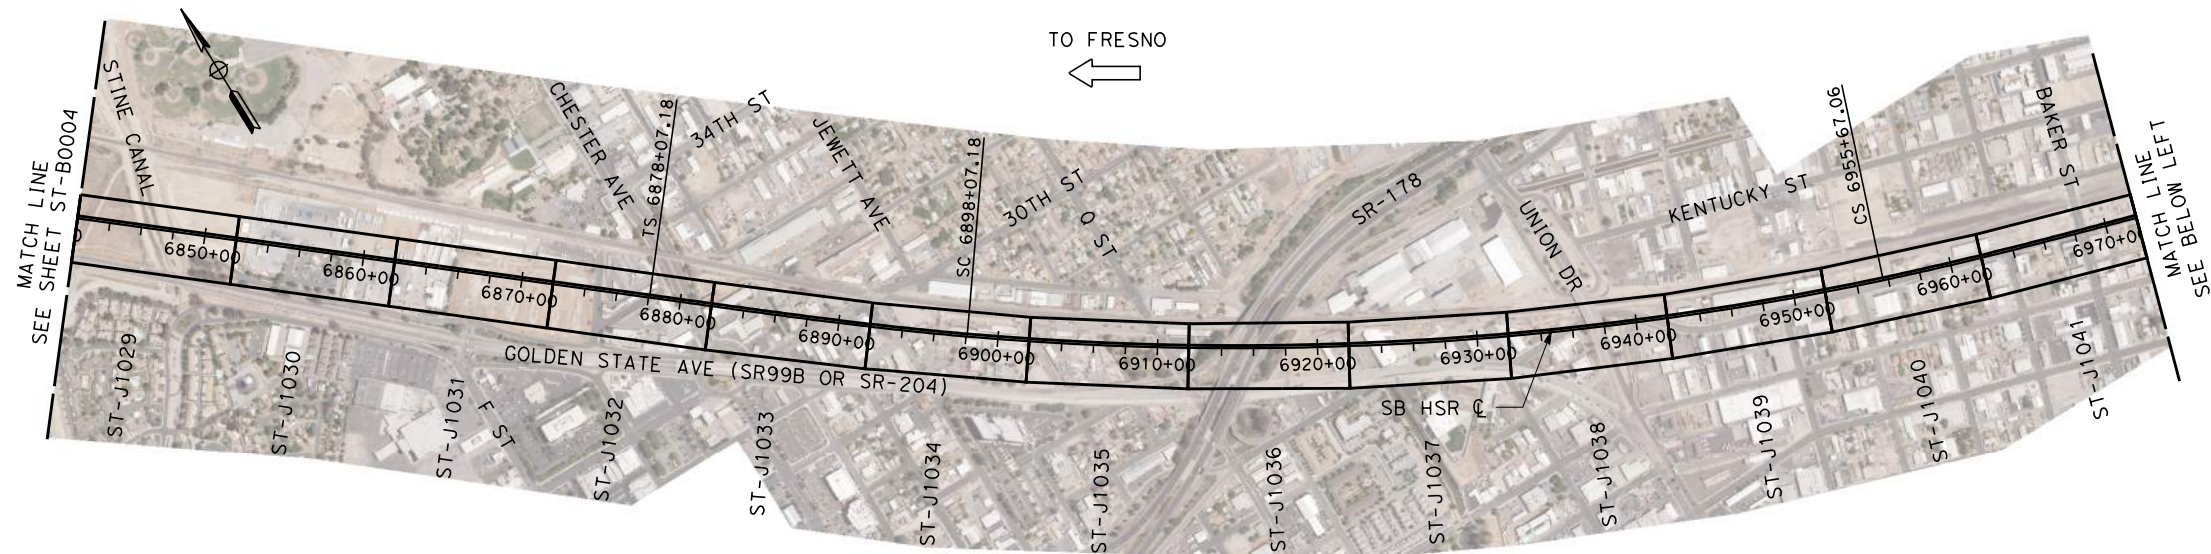 TO FRESNO
MATCH LINE
SEE SHEET ST-B0004
STINE CANAL
CHESTER AVE
TS 6878+07.18
34TH ST
JEWETT AVE
SC 6898+07.18
30TH ST
Q ST
SR-178
UNION DR
KENTUCKY ST
CS 6955+67.06
BAKER ST
MATCH LINE
SEE BELOW LEFT
6850+00
6860+00
6870+00
6880+00
6890+00
6900+00
6910+00
6920+00
6930+00
6940+00
6950+00
6960+00
6970+00
GOLDEN STATE AVE (SR99B OR SR-204)
SB HSR ℄
F ST
ST-J1029
ST-J1030
ST-J1031
ST-J1032
ST-J1033
ST-J1034
ST-J1035
ST-J1036
ST-J1037
ST-J1038
ST-J1039
ST-J1040
ST-J1041